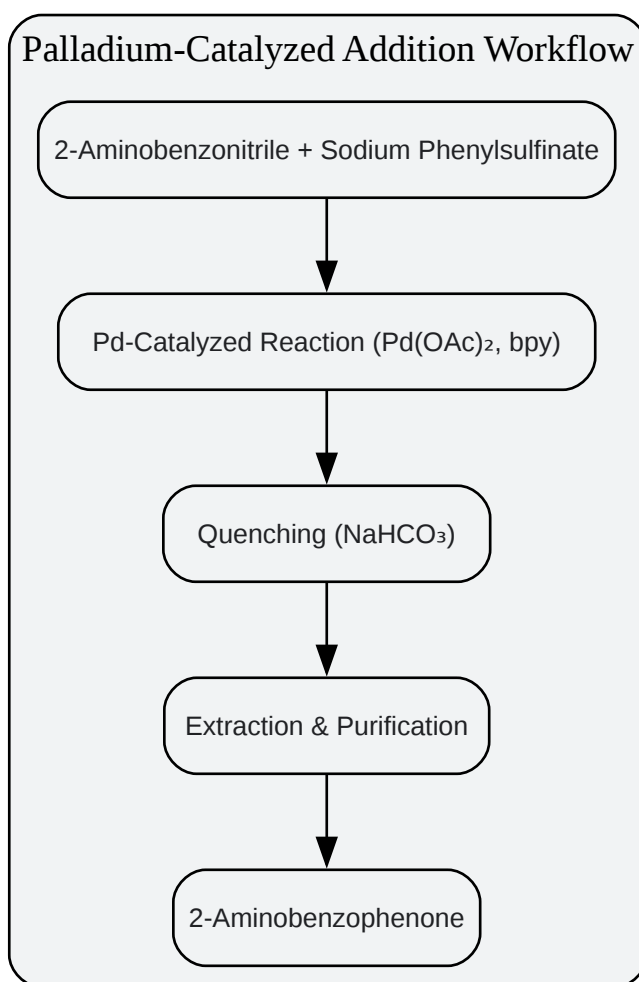 Palladium-Catalyzed Addition Workflow
2-Aminobenzonitrile + Sodium Phenylsulfinate
Pd-Catalyzed Reaction (Pd(OAc)₂, bpy)
Quenching (NaHCO₃)
Extraction & Purification
2-Aminobenzophenone